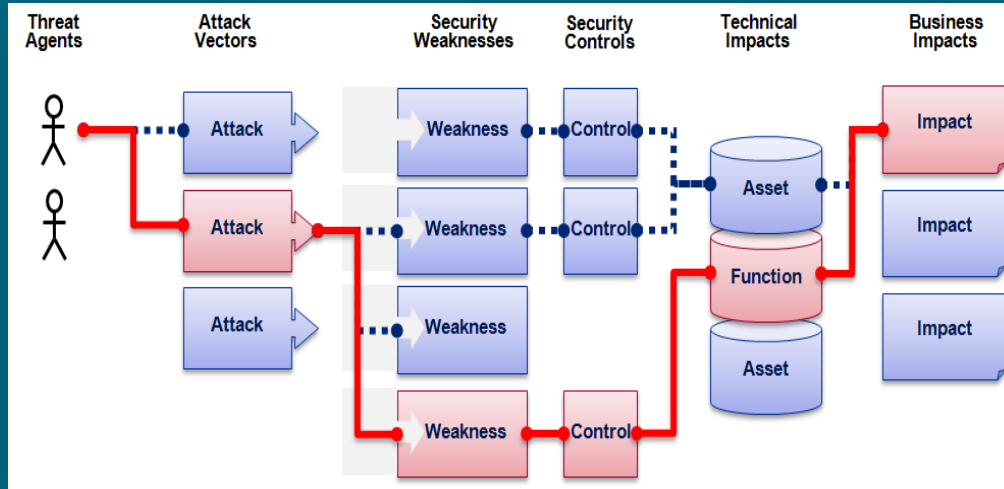 Threat
Agents
Attack
Vectors
Security
Weaknesses
Security
Controls
Technical
Impacts
Business
Impacts
Attack
Weakness
Control
Impact
Asset
Attack
Weakness
Control
Impact
Function
Attack
Weakness
Impact
Asset
Weakness
Control